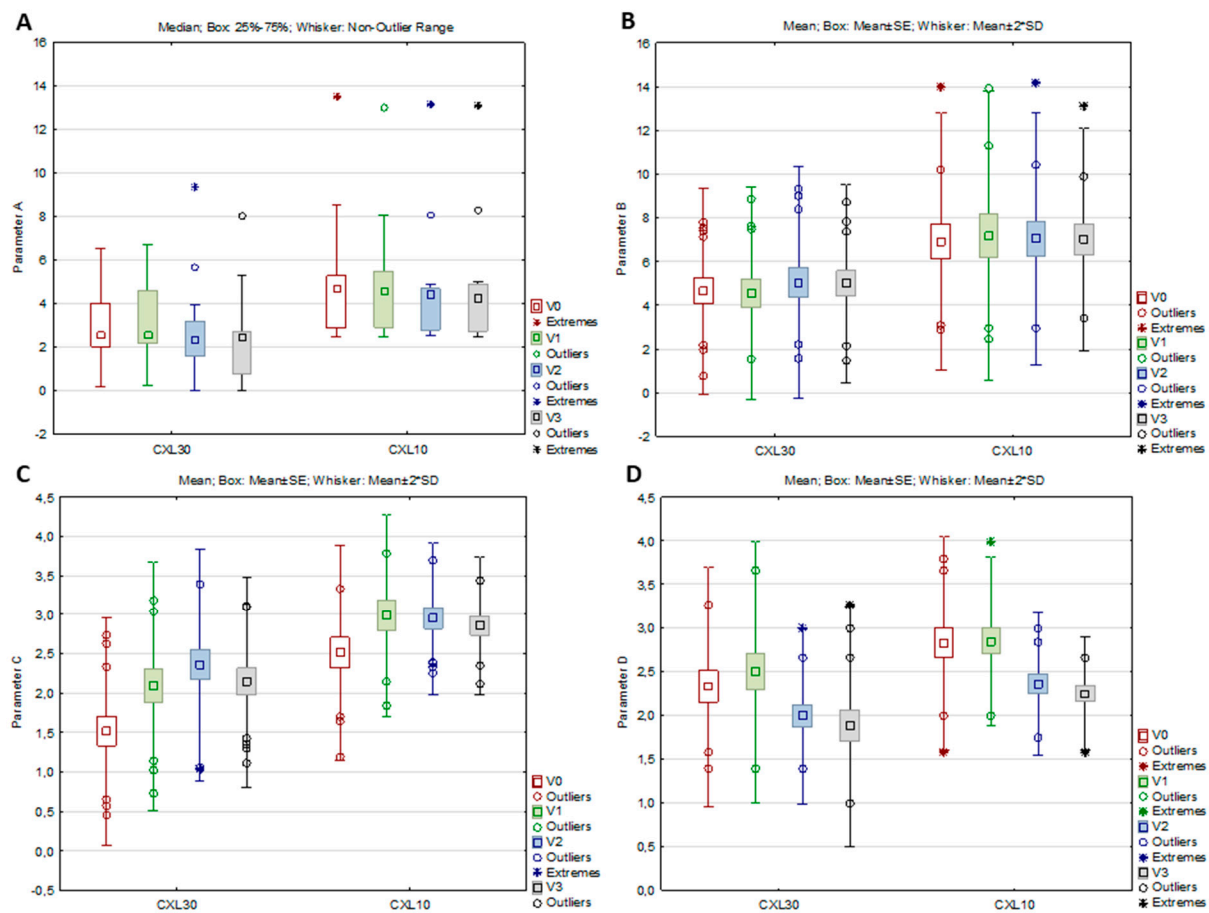 A
Median; Box: 25%-75%; Whisker: Non-Outlier Range
16
14
12
10
8
6
4
2
0
-2
Parameter A
CXL30
CXL10
V0
Outliers
Extremes
V1
Outliers
V2
Outliers
Extremes
V3
Outliers
Extremes
B
Mean; Box: Mean±SE; Whisker: Mean±2*SD
16
14
12
10
8
6
4
2
0
-2
Parameter B
CXL30
CXL10
V0
Outliers
Extremes
V1
Outliers
V2
Outliers
Extremes
V3
Outliers
Extremes
C
Mean; Box: Mean±SE; Whisker: Mean±2*SD
4,5
4,0
3,5
3,0
2,5
2,0
1,5
1,0
0,5
0,0
-0,5
Parameter C
CXL30
CXL10
V0
Outliers
V1
Outliers
V2
Outliers
Extremes
V3
Outliers
D
Mean; Box: Mean±SE; Whisker: Mean±2*SD
4,5
4,0
3,5
3,0
2,5
2,0
1,5
1,0
0,5
0,0
Parameter D
CXL30
CXL10
V0
Outliers
Extremes
V1
Outliers
Extremes
V2
Outliers
Extremes
V3
Outliers
Extremes